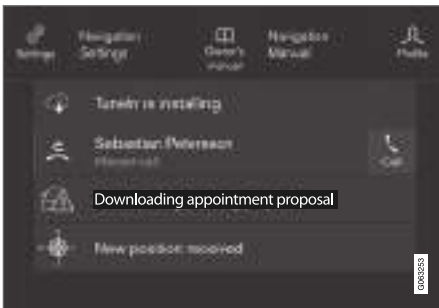 Settings
Navigation
Settings
Owner's
manual
Navigation
Manual
Profile
TuneIn is installing
Sebastian Petersson
Missed call
Call
Downloading appointment proposal
New position received
G063253